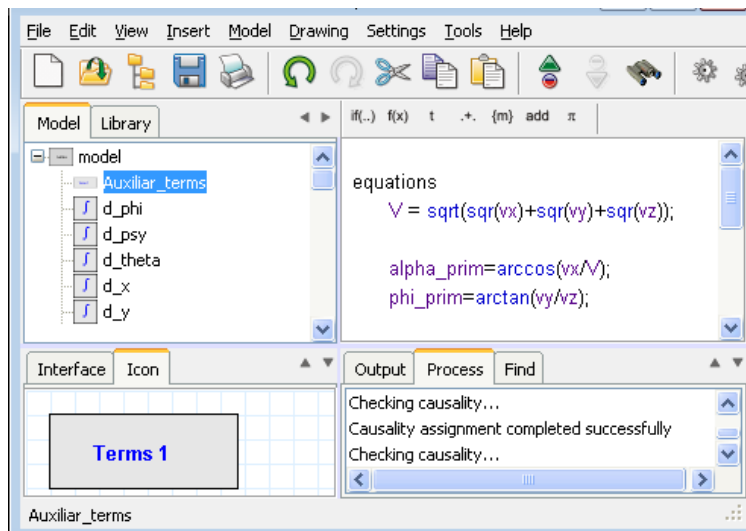 File Edit View Insert Model Drawing Settings Tools Help
Model Library
if(..) f(x) t .+. {m} add π
model
Auxiliar_terms
d_phi
d_psy
d_theta
d_x
d_y
equations
V = sqrt(sqr(vx)+sqr(vy)+sqr(vz));
alpha_prim=arccos(vx/V);
phi_prim=arctan(vy/vz);
Interface Icon
Terms 1
Output Process Find
Checking causality...
Causality assignment completed successfully
Checking causality...
Auxiliar_terms